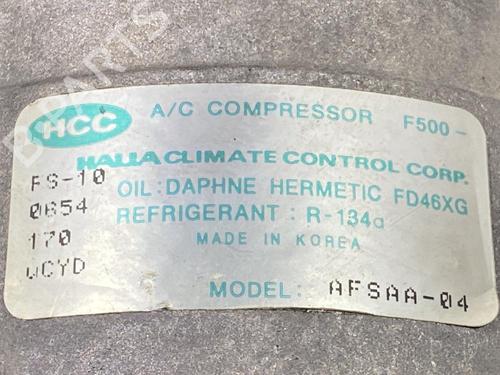 HCC A/C COMPRESSOR F500-
HALLA CLIMATE CONTROL CORP.
FS-10 OIL: DAPHNE HERMETIC FD46XG
0654 REFRIGERANT : R-134a
170 MADE IN KOREA
WCYD
MODEL: AFSAA-04
B-PARTS